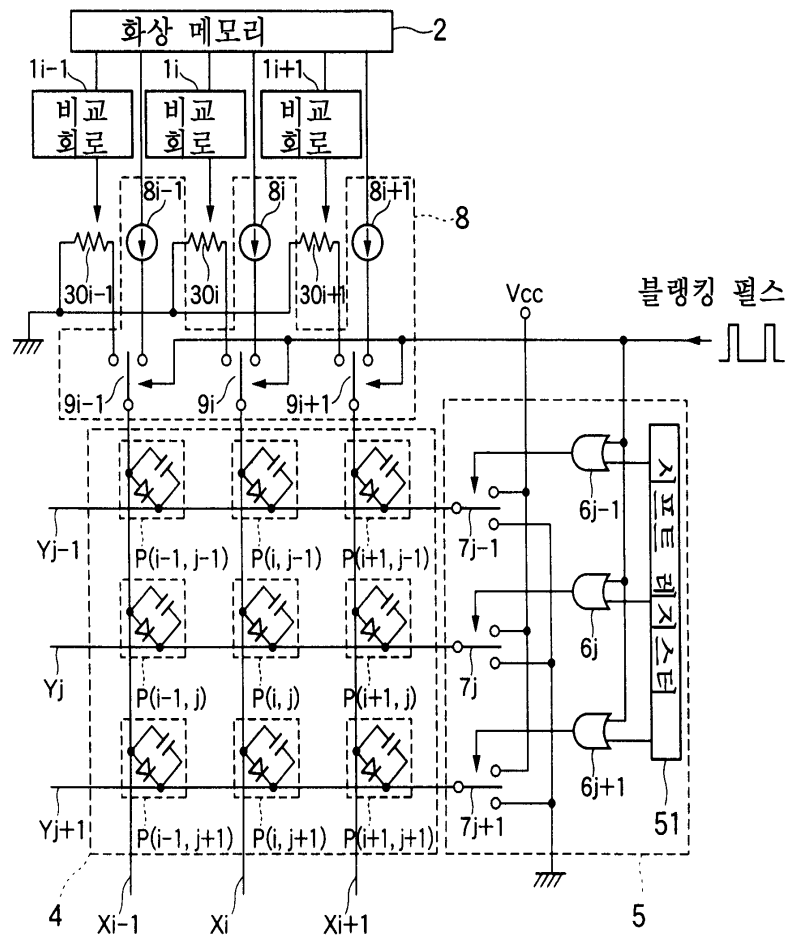 화상 메모리
2
1i-1
1i
1i+1
비교
회로
비교
회로
비교
회로
8i-1
8i
8i+1
8
30i-1
30i
30i+1
Vcc
블랭킹 펄스
9i-1
9i
9i+1
Yj-1
P(i-1, j-1)
P(i, j-1)
P(i+1, j-1)
7j-1
6j-1
시프트 레지스터
Yj
P(i-1, j)
P(i, j)
P(i+1, j)
7j
6j
Yj+1
P(i-1, j+1)
P(i, j+1)
P(i+1, j+1)
7j+1
6j+1
51
4
Xi-1
Xi
Xi+1
5